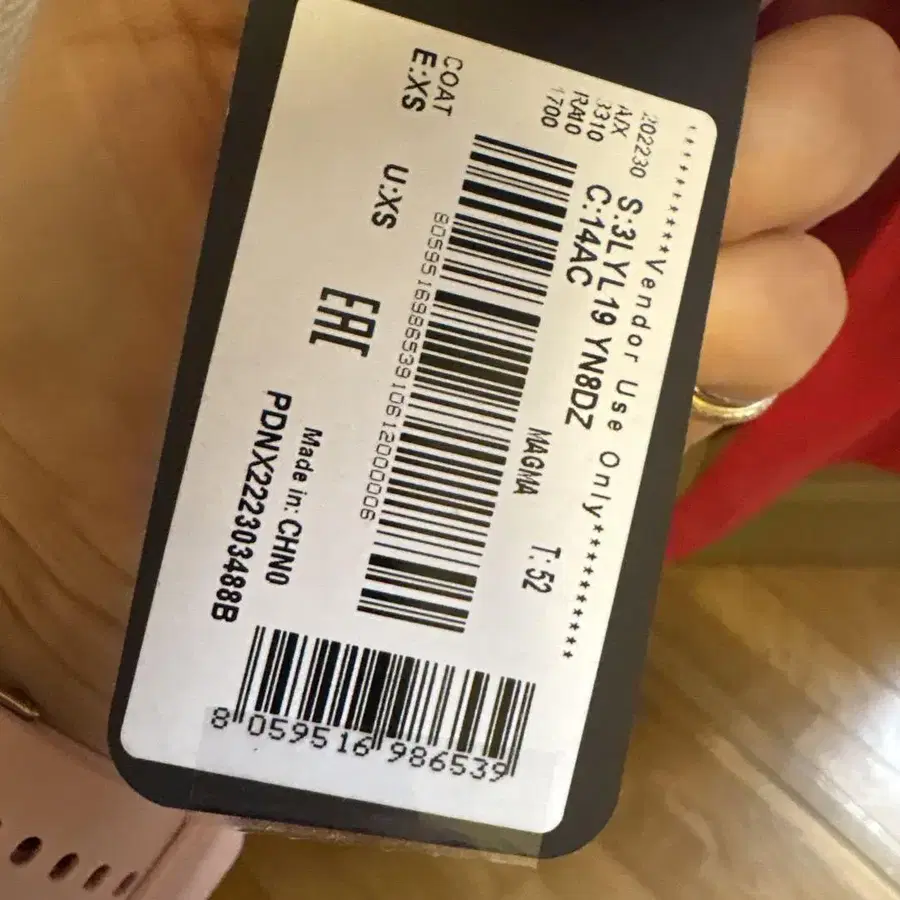 **********Vendor Use Only**********
202230 S:3LYL19 YN8DZ
A/X C:14AC MAGMA T:52
3310
RA10
1700
8059516986539106120000006
COAT
E:XS U:XS
EAC
Made in: CHN0
PDNX222303488B
8 059516 986539